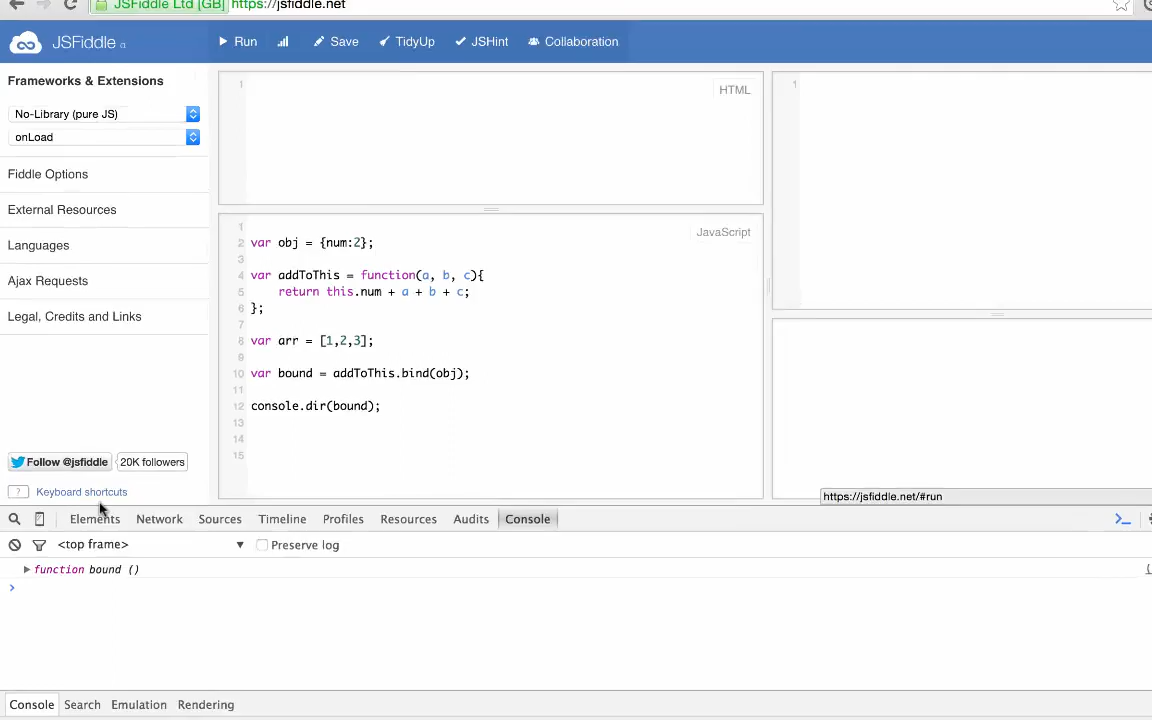 JSFiddle Ltd [GB] https://jsfiddle.net
JSFiddle α
Run
Save
TidyUp
JSHint
Collaboration
Frameworks & Extensions
No-Library (pure JS)
onLoad
Fiddle Options
External Resources
Languages
Ajax Requests
Legal, Credits and Links
Follow @jsfiddle
20K followers
? Keyboard shortcuts
1
HTML
1
JavaScript
1
2 var obj = {num:2};
3
4 var addToThis = function(a, b, c){
5 return this.num + a + b + c;
6 };
7
8 var arr = [1,2,3];
9
10 var bound = addToThis.bind(obj);
11
12 console.dir(bound);
13
14
15
https://jsfiddle.net/#run
Elements Network Sources Timeline Profiles Resources Audits Console
<top frame> ▼ Preserve log
function bound ()
Console Search Emulation Rendering